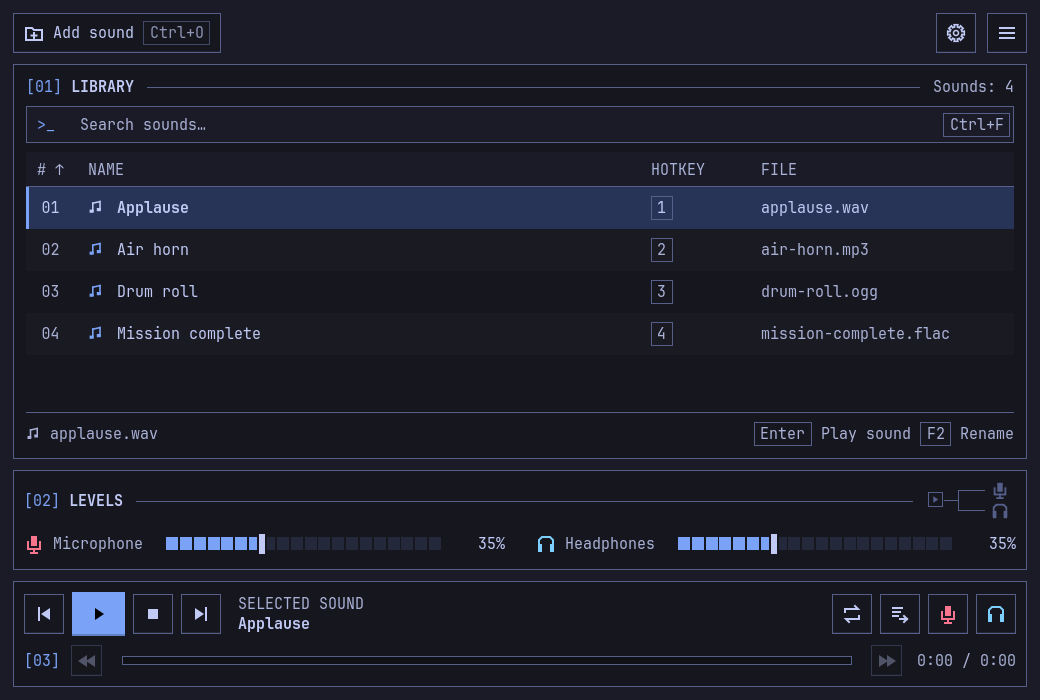 Add sound Ctrl+O
[01] LIBRARY Sounds: 4
>_ Search sounds… Ctrl+F
# ↑ NAME HOTKEY FILE
01 Applause 1 applause.wav
02 Air horn 2 air-horn.mp3
03 Drum roll 3 drum-roll.ogg
04 Mission complete 4 mission-complete.flac
applause.wav Enter Play sound F2 Rename
[02] LEVELS
Microphone 35% Headphones 35%
SELECTED SOUND
Applause
[03] 0:00 / 0:00